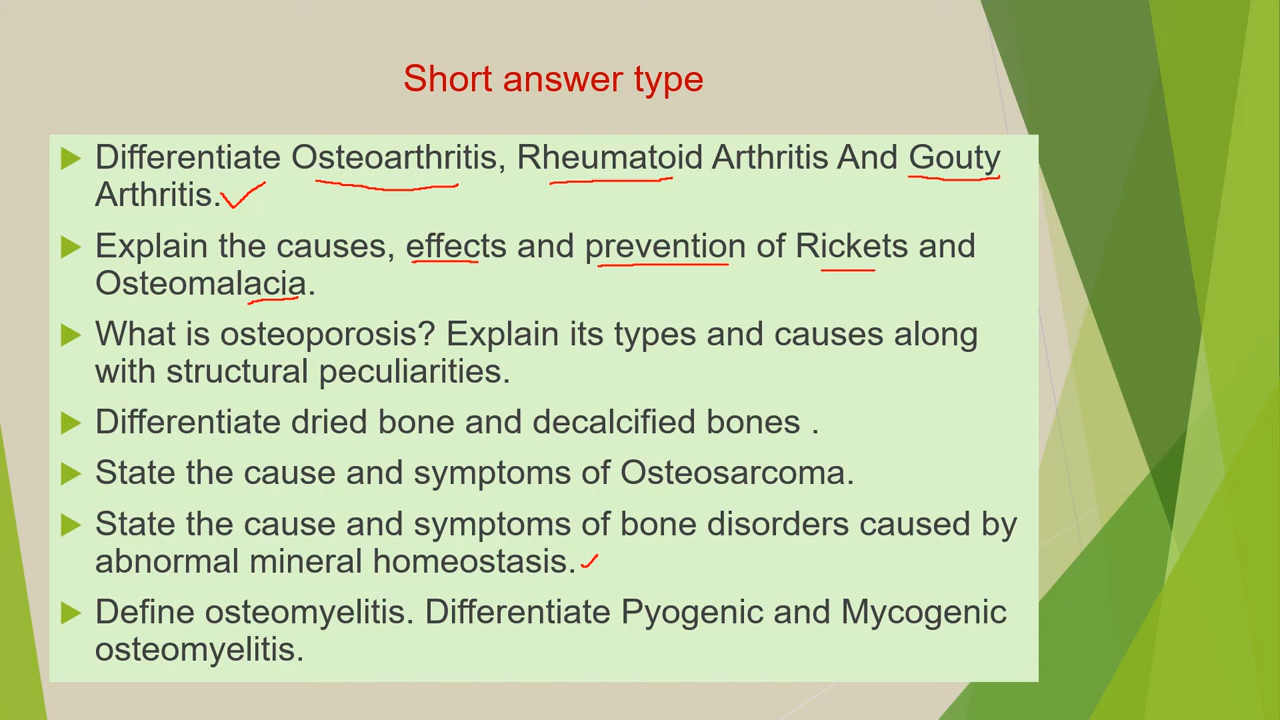 Short answer type
Differentiate Osteoarthritis, Rheumatoid Arthritis And Gouty
Arthritis.
Explain the causes, effects and prevention of Rickets and
Osteomalacia.
What is osteoporosis? Explain its types and causes along
with structural peculiarities.
Differentiate dried bone and decalcified bones .
State the cause and symptoms of Osteosarcoma.
State the cause and symptoms of bone disorders caused by
abnormal mineral homeostasis.
Define osteomyelitis. Differentiate Pyogenic and Mycogenic
osteomyelitis.